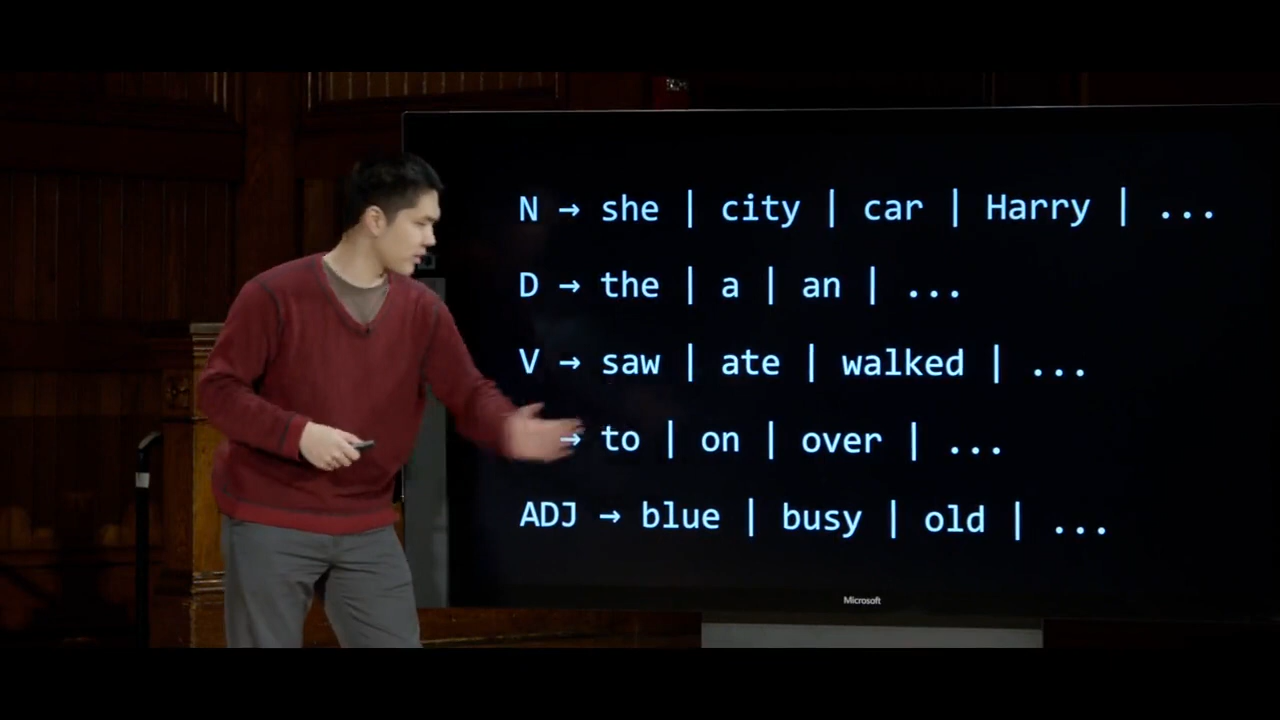 N → she | city | car | Harry | ...
D → the | a | an | ...
V → saw | ate | walked | ...
→ to | on | over | ...
ADJ → blue | busy | old | ...
Microsoft